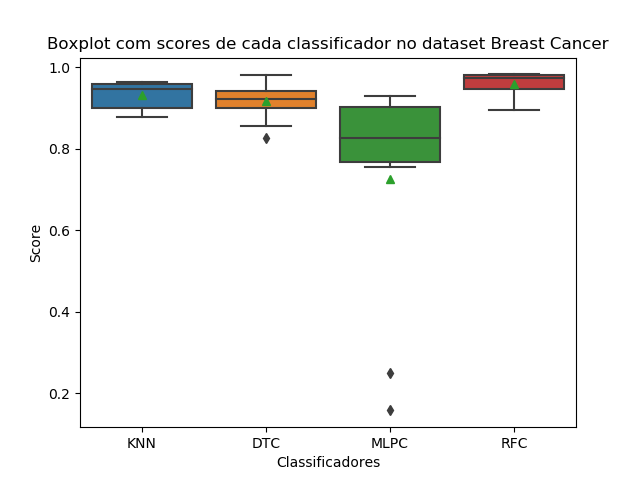 Boxplot com scores de cada classificador no dataset Breast Cancer
1.0
0.8
0.6
0.4
0.2
Score
KNN DTC MLPC RFC
Classificadores